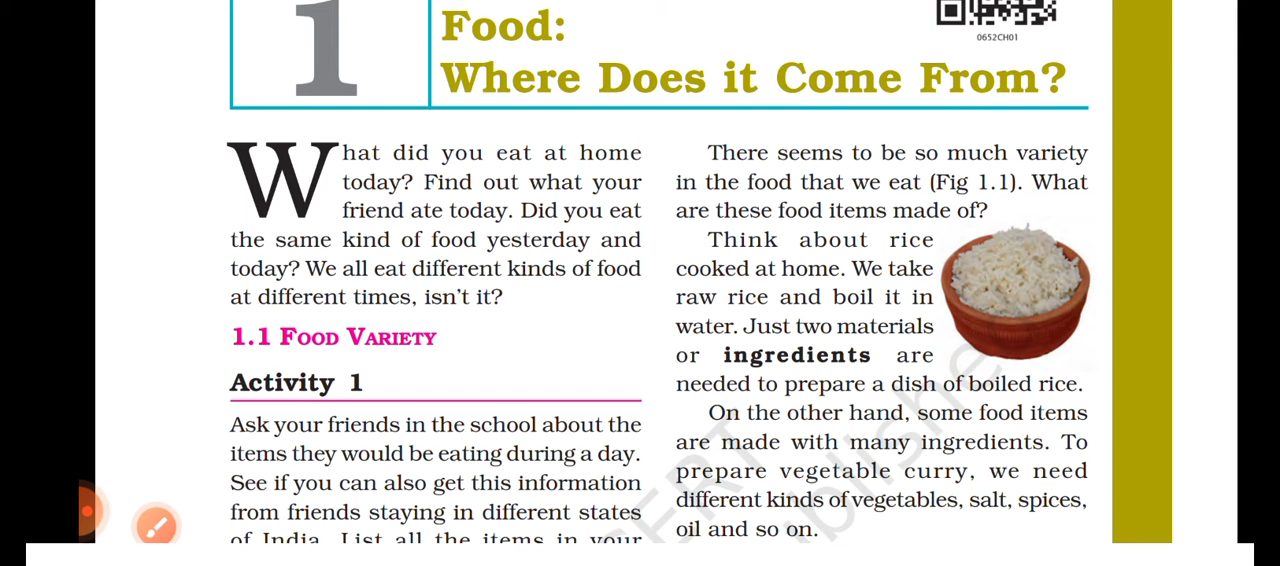 1
Food:
Where Does it Come From?
0652CH01
What did you eat at home
today? Find out what your
friend ate today. Did you eat
the same kind of food yesterday and
today? We all eat different kinds of food
at different times, isn't it?
1.1 FOOD VARIETY
Activity 1
Ask your friends in the school about the
items they would be eating during a day.
See if you can also get this information
from friends staying in different states
of India. List all the items in your
There seems to be so much variety
in the food that we eat (Fig 1.1). What
are these food items made of?
Think about rice
cooked at home. We take
raw rice and boil it in
water. Just two materials
or ingredients are
needed to prepare a dish of boiled rice.
On the other hand, some food items
are made with many ingredients. To
prepare vegetable curry, we need
different kinds of vegetables, salt, spices,
oil and so on.